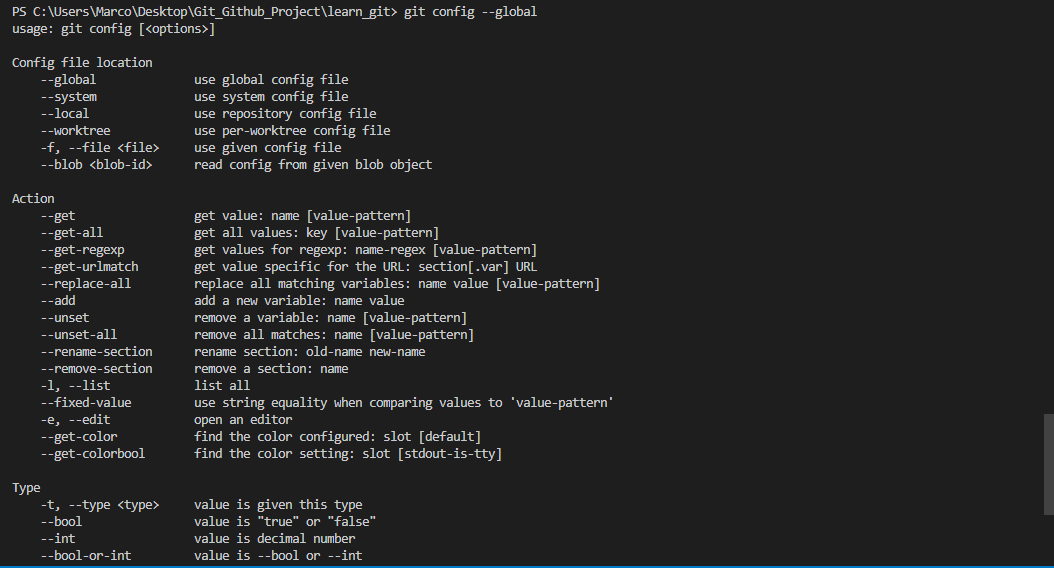 PS C:\Users\Marco\Desktop\Git_Github_Project\learn_git> git config --global
usage: git config [<options>]
Config file location
--global use global config file
--system use system config file
--local use repository config file
--worktree use per-worktree config file
-f, --file <file> use given config file
--blob <blob-id> read config from given blob object
Action
--get get value: name [value-pattern]
--get-all get all values: key [value-pattern]
--get-regexp get values for regexp: name-regex [value-pattern]
--get-urlmatch get value specific for the URL: section[.var] URL
--replace-all replace all matching variables: name value [value-pattern]
--add add a new variable: name value
--unset remove a variable: name [value-pattern]
--unset-all remove all matches: name [value-pattern]
--rename-section rename section: old-name new-name
--remove-section remove a section: name
-l, --list list all
--fixed-value use string equality when comparing values to 'value-pattern'
-e, --edit open an editor
--get-color find the color configured: slot [default]
--get-colorbool find the color setting: slot [stdout-is-tty]
Type
-t, --type <type> value is given this type
--bool value is "true" or "false"
--int value is decimal number
--bool-or-int value is --bool or --int